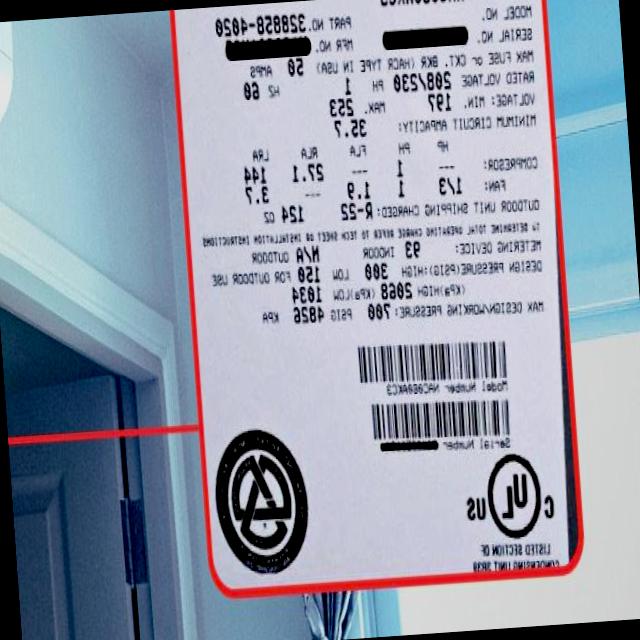 MODEL NO.
SERIAL NO. MFR NO. PART NO. 328858-4020
MAX FUSE or CKT. BKR (HACR TYPE IN USA) 50 AMPS
RATED VOLTAGE 208/230 PH 1 HZ 60
VOLTAGE: MIN. 197 MAX. 253
MINIMUM CIRCUIT AMPACITY: 35.7
HP PH FLA RLA LRA
COMPRESSOR: --- 1 --- 27.1 144
FAN: 1/3 1 1.9 --- 3.7
OUTDOOR UNIT SHIPPING CHARGED: R-22 124 OZ
TO DETERMINE TOTAL OPERATING CHARGE REFER TO TECH SHEET OR INSTALLATION INSTRUCTIONS
METERING DEVICE: 93 INDOOR N/A OUTDOOR
DESIGN PRESSURE(PSIG):HIGH 300 LOW 150 FOR OUTDOOR USE
(KPa)HIGH 2068 (KPa)LOW 1034
MAX DESIGN/WORKING PRESSURE: 700 PSIG 4826 KPA
Model Number
Serial Number
C UL US
LISTED SECTION OF
CONDENSING UNIT